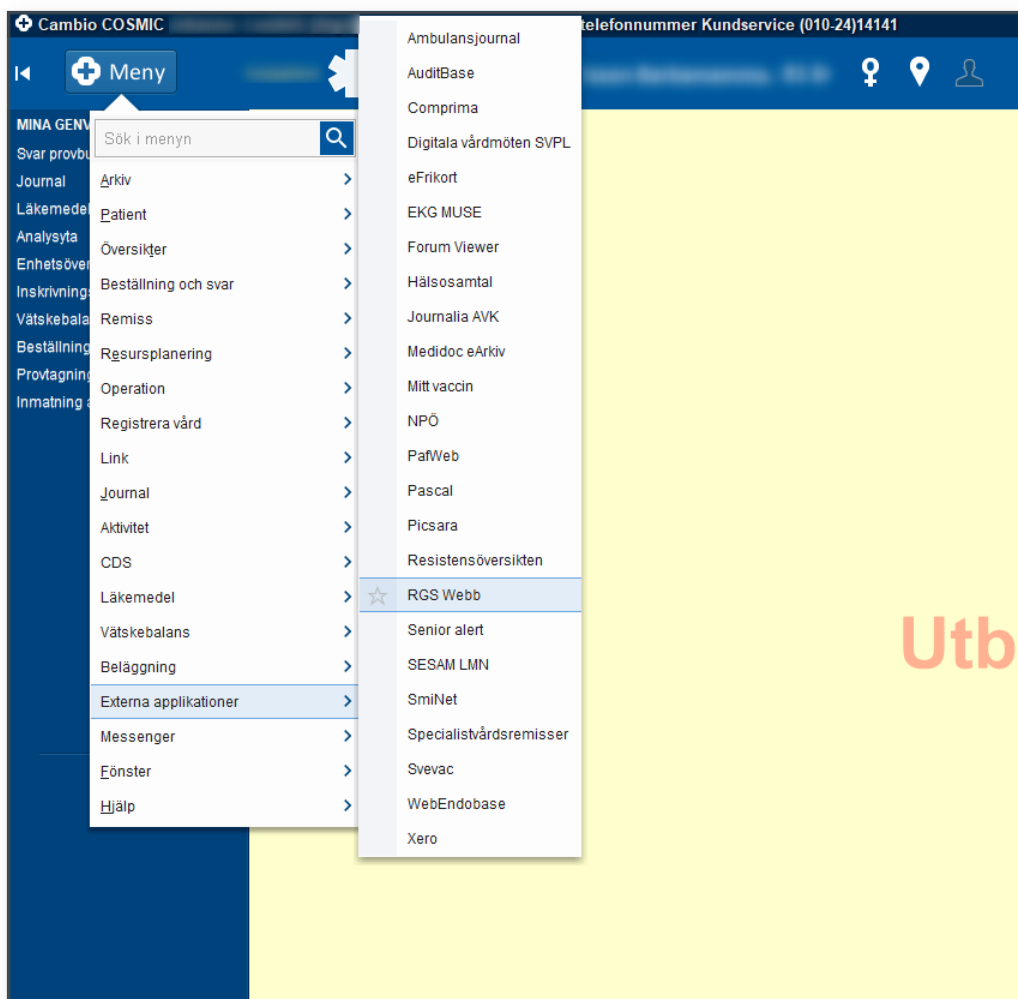 Cambio COSMIC
telefonnummer Kundservice (010-24)14141
Meny
MINA GENV
Svar provbu
Journal
Läkemedel
Analysyta
Enhetsöver
Inskrivnings
Vätskebala
Beställning
Provtagning
Inmatning a
Sök i menyn
Arkiv
Patient
Översikter
Beställning och svar
Remiss
Resursplanering
Operation
Registrera vård
Link
Journal
Aktivitet
CDS
Läkemedel
Vätskebalans
Beläggning
Externa applikationer
Messenger
Fönster
Hjälp
Ambulansjournal
AuditBase
Comprima
Digitala vårdmöten SVPL
eFrikort
EKG MUSE
Forum Viewer
Hälsosamtal
Journalia AVK
Medidoc eArkiv
Mitt vaccin
NPÖ
PafWeb
Pascal
Picsara
Resistensöversikten
RGS Webb
Senior alert
SESAM LMN
SmiNet
Specialistvårdsremisser
Svevac
WebEndobase
Xero
Utb